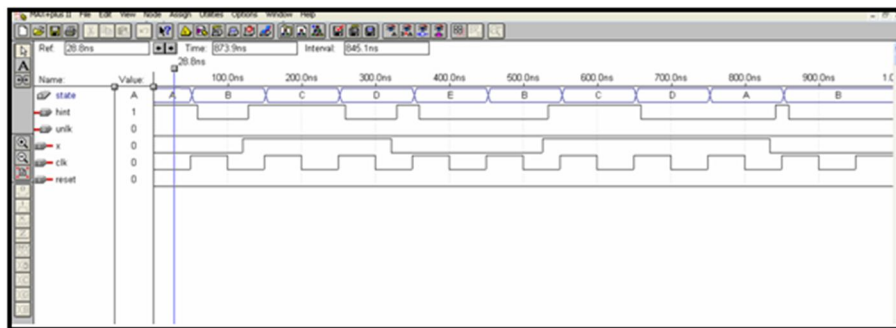 MAX+plus II File Edit View Node Assign Utilities Options Window Help
Ref: 28.8ns Time: 873.9ns Interval: 845.1ns
28.8ns
Name: Value: 100.0ns 200.0ns 300.0ns 400.0ns 500.0ns 600.0ns 700.0ns 800.0ns 900.0ns
state A A B C D E B C D A B
hint 1
unlk 0
x 0
clk 0
reset 0